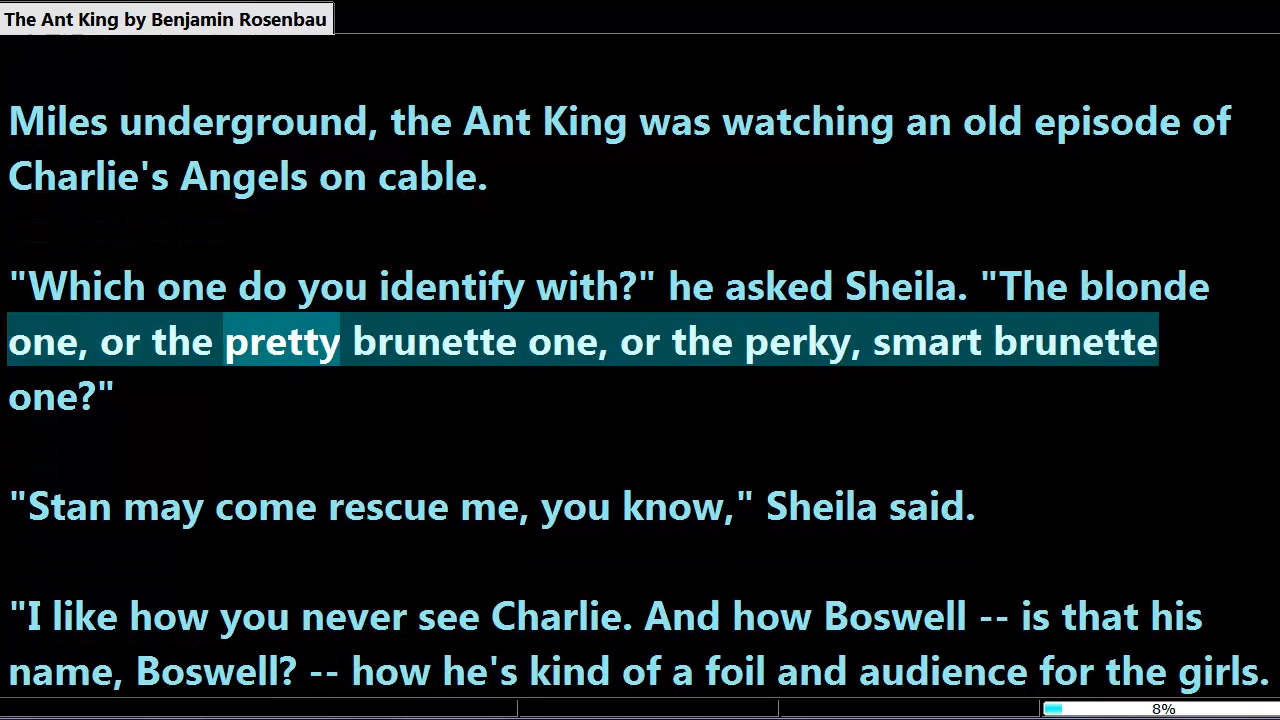 The Ant King by Benjamin Rosenbau
Miles underground, the Ant King was watching an old episode of
Charlie's Angels on cable.
"Which one do you identify with?" he asked Sheila. "The blonde
one, or the pretty brunette one, or the perky, smart brunette
one?"
"Stan may come rescue me, you know," Sheila said.
"I like how you never see Charlie. And how Boswell -- is that his
name, Boswell? -- how he's kind of a foil and audience for the girls.
8%